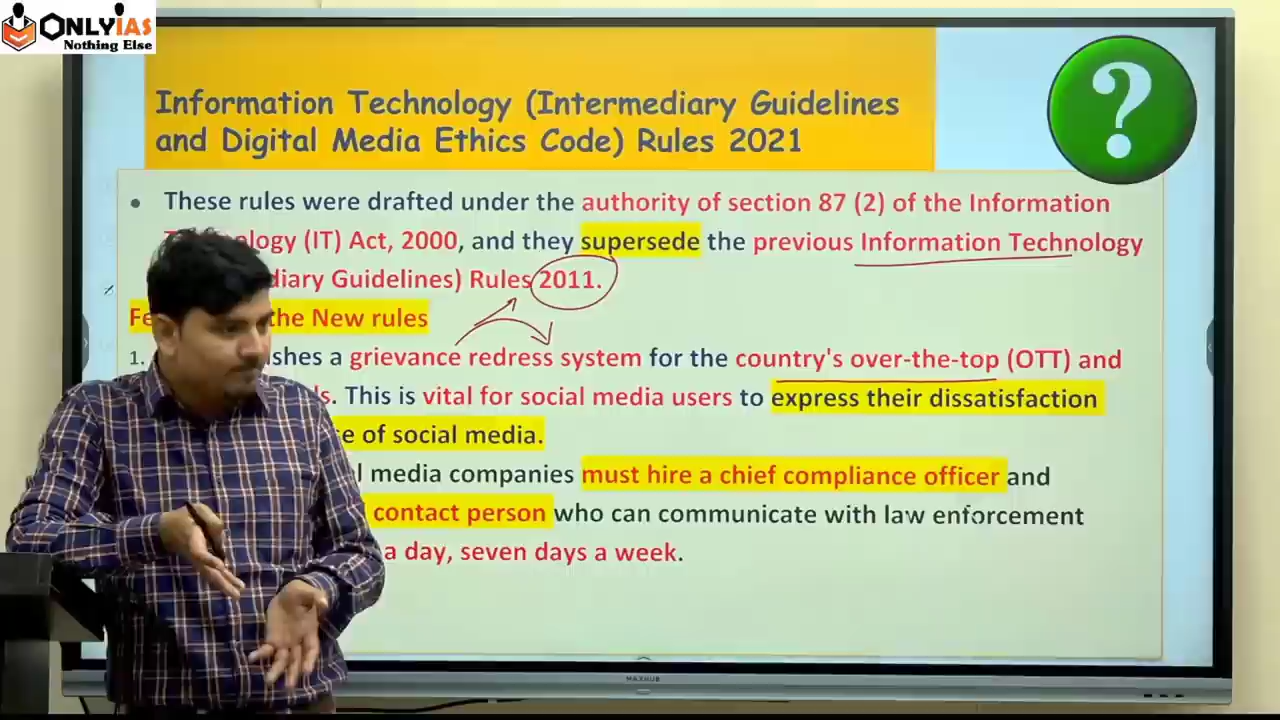 ONLYIAS
Nothing Else
Information Technology (Intermediary Guidelines
and Digital Media Ethics Code) Rules 2021
• These rules were drafted under the authority of section 87 (2) of the Information
(IT) Act, 2000, and they supersede the previous Information Technology
Guidelines) Rules 2011.
the New rules
1. a grievance redress system for the country's over-the-top (OTT) and
This is vital for social media users to express their dissatisfaction
of social media.
media companies must hire a chief compliance officer and
contact person who can communicate with law enforcement
a day, seven days a week.
MAXHUB